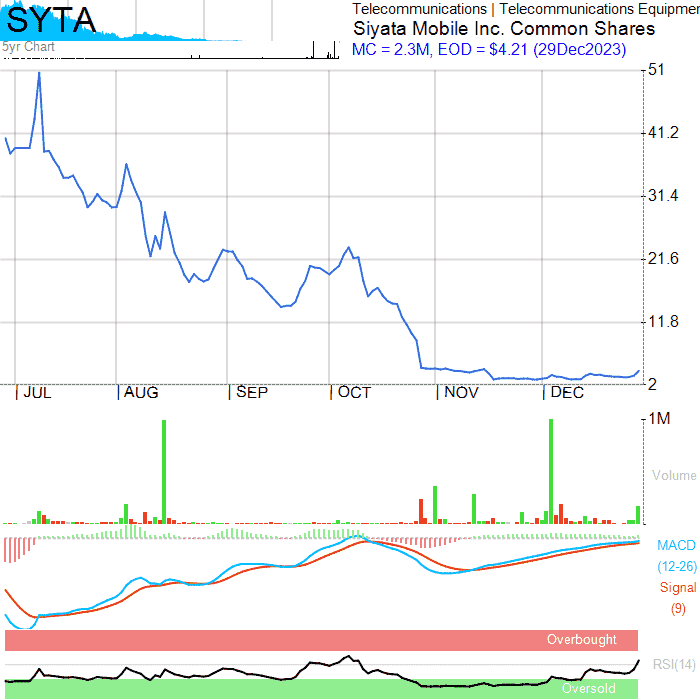 SYTA
Telecommunications | Telecommunications Equipmen
Siyata Mobile Inc. Common Shares
MC = 2.3M, EOD = $4.21 (29Dec2023)
5yr Chart
51
41.2
31.4
21.6
11.8
2
JUL AUG SEP OCT NOV DEC
1M
Volume
MACD
(12-26)
Signal
(9)
Overbought
RSI(14)
Oversold